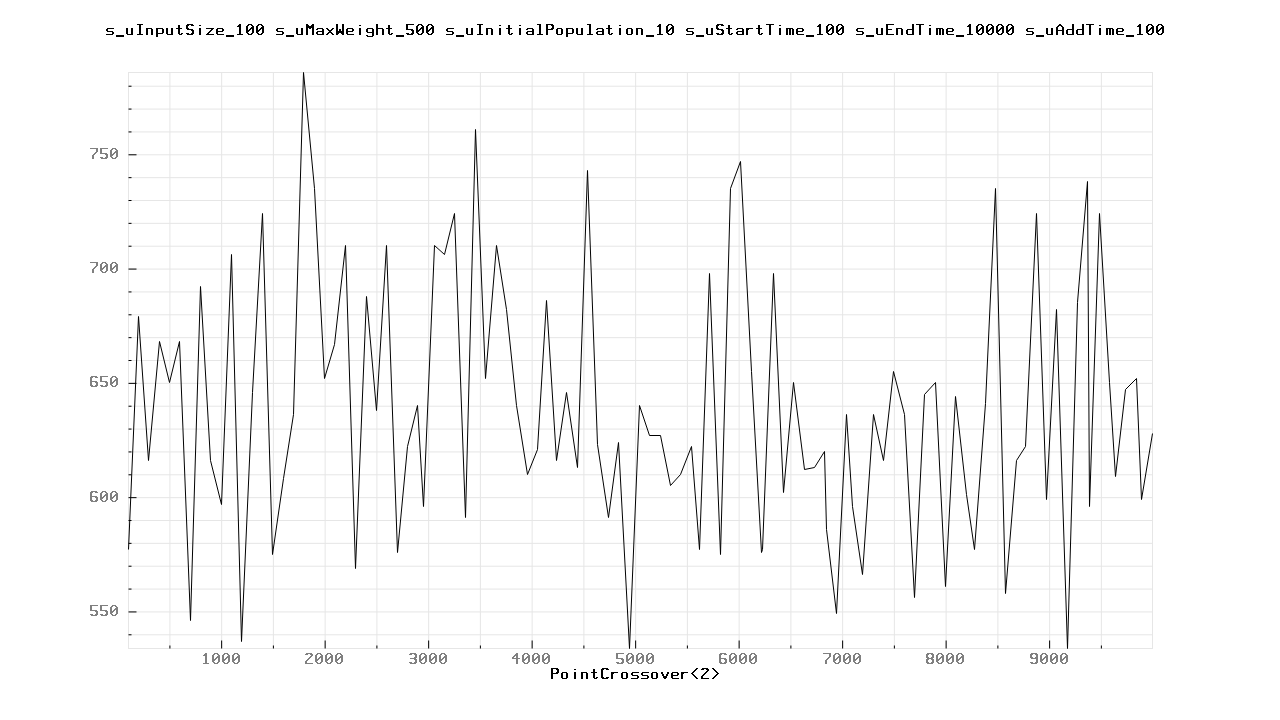 s_uInputSize_100 s_uMaxWeight_500 s_uInitialPopulation_10 s_uStartTime_100 s_uEndTime_10000 s_uAddTime_100
750
700
650
600
550
1000 2000 3000 4000 5000 6000 7000 8000 9000
PointCrossover<2>